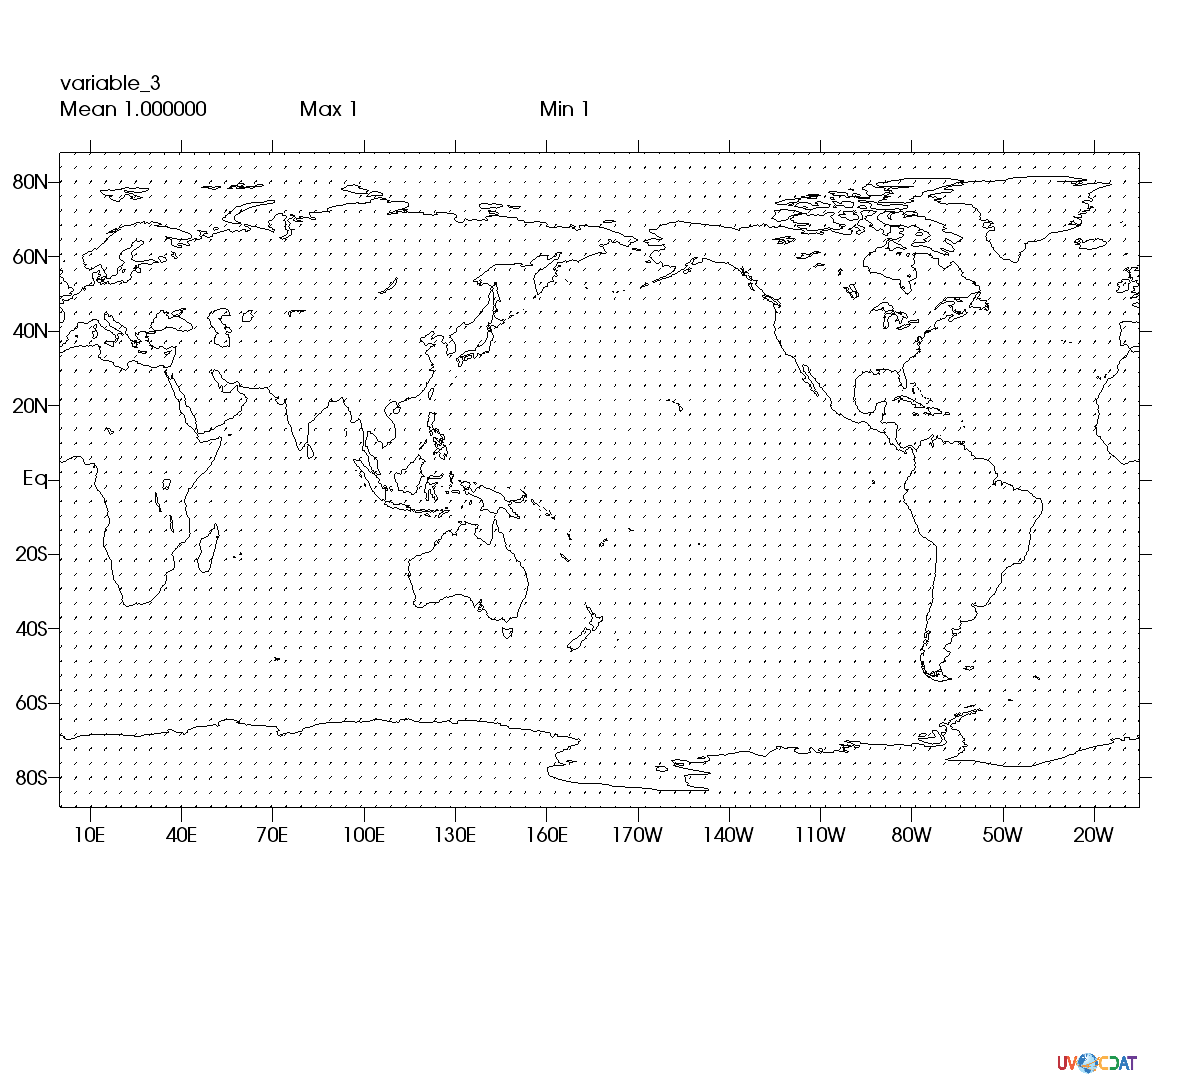 variable_3
Mean 1.000000 Max 1 Min 1
80N
60N
40N
20N
Eq
20S
40S
60S
80S
10E 40E 70E 100E 130E 160E 170W 140W 110W 80W 50W 20W
UV CDAT